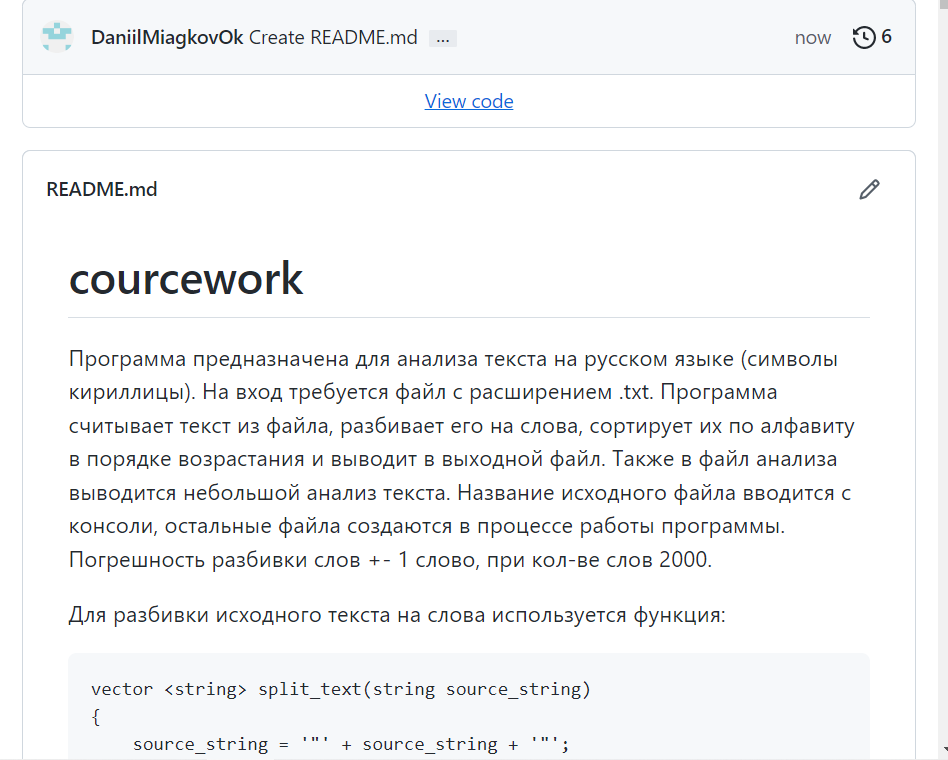 DaniilMiagkovOk Create README.md ... now 6
View code
README.md
courcework
Программа предназначена для анализа текста на русском языке (символы
кириллицы). На вход требуется файл с расширением .txt. Программа
считывает текст из файла, разбивает его на слова, сортирует их по алфавиту
в порядке возрастания и выводит в выходной файл. Также в файл анализа
выводится небольшой анализ текста. Название исходного файла вводится с
консоли, остальные файла создаются в процессе работы программы.
Погрешность разбивки слов +- 1 слово, при кол-ве слов 2000.
Для разбивки исходного текста на слова используется функция:
vector <string> split_text(string source_string)
{
    source_string = '"' + source_string + '"';